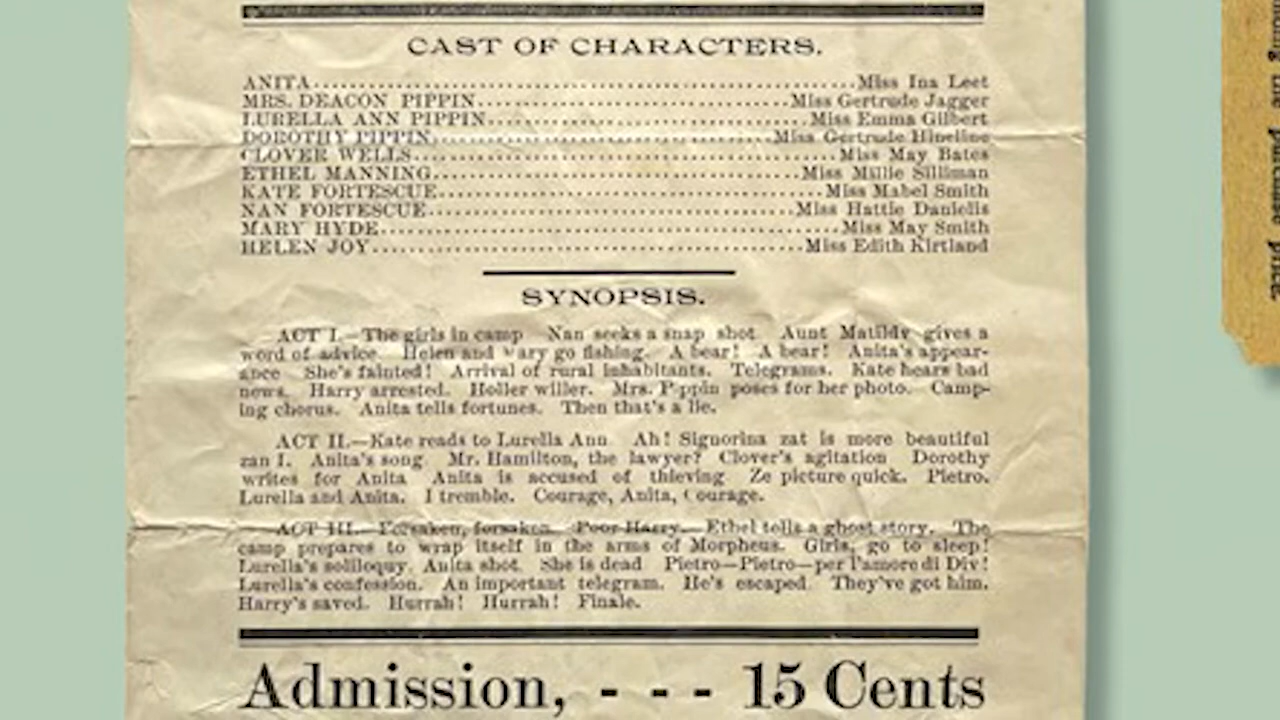 CAST OF CHARACTERS.
ANITA Miss Ina Leet
MRS. DEACON PIPPIN Miss Gertrude Jagger
LURELLA ANN PIPPIN Miss Emma Gilbert
DOROTHY PIPPIN Miss Gertrude Hineline
CLOVER WELLS Miss May Bates
ETHEL MANNING Miss Millie Silliman
KATE FORTESCUE Miss Mabel Smith
NAN FORTESCUE Miss Hattie Daniells
MARY HYDE Miss May Smith
HELEN JOY Miss Edith Kirtland
SYNOPSIS.
ACT I.—The girls in camp Nan seeks a snap shot Aunt Matildy gives a
word of advice. Helen and Mary go fishing. A bear! A bear! Anita's appear-
ance She's fainted! Arrival of rural inhabitants. Telegrams. Kate hears bad
news. Harry arrested. Holler willer. Mrs. Pippin poses for her photo. Camp-
ing chorus. Anita tells fortunes. Then that's a lie.
ACT II.—Kate reads to Lurella Ann Ah! Signorina zat is more beautiful
zan I. Anita's song Mr. Hamilton, the lawyer? Clover's agitation Dorothy
writes for Anita Anita is accused of thieving Ze picture quick. Pietro.
Lurella and Anita. I tremble. Courage, Anita, Courage.
ACT III.—Forsaken, forsaken. Poor Harry. Ethel tells a ghost story. The
camp prepares to wrap itself in the arms of Morpheus. Girls, go to sleep!
Lurella's soliloquy. Anita shot. She is dead Pietro—Pietro—per l'amore di Div!
Lurella's confession. An important telegram. He's escaped. They've got him.
Harry's saved. Hurrah! Hurrah! Finale.
Admission, - - - 15 Cents
purchase price